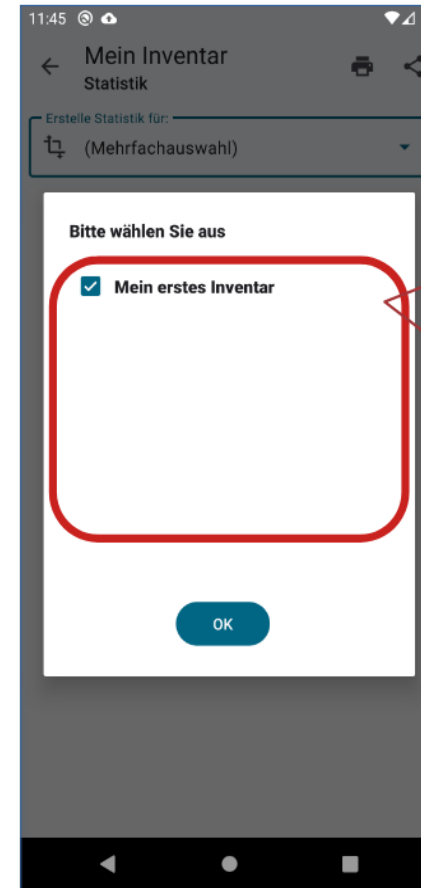 11:45
Mein Inventar
Statistik
Erstelle Statistik für:
(Mehrfachauswahl)
Bitte wählen Sie aus
Mein erstes Inventar
OK